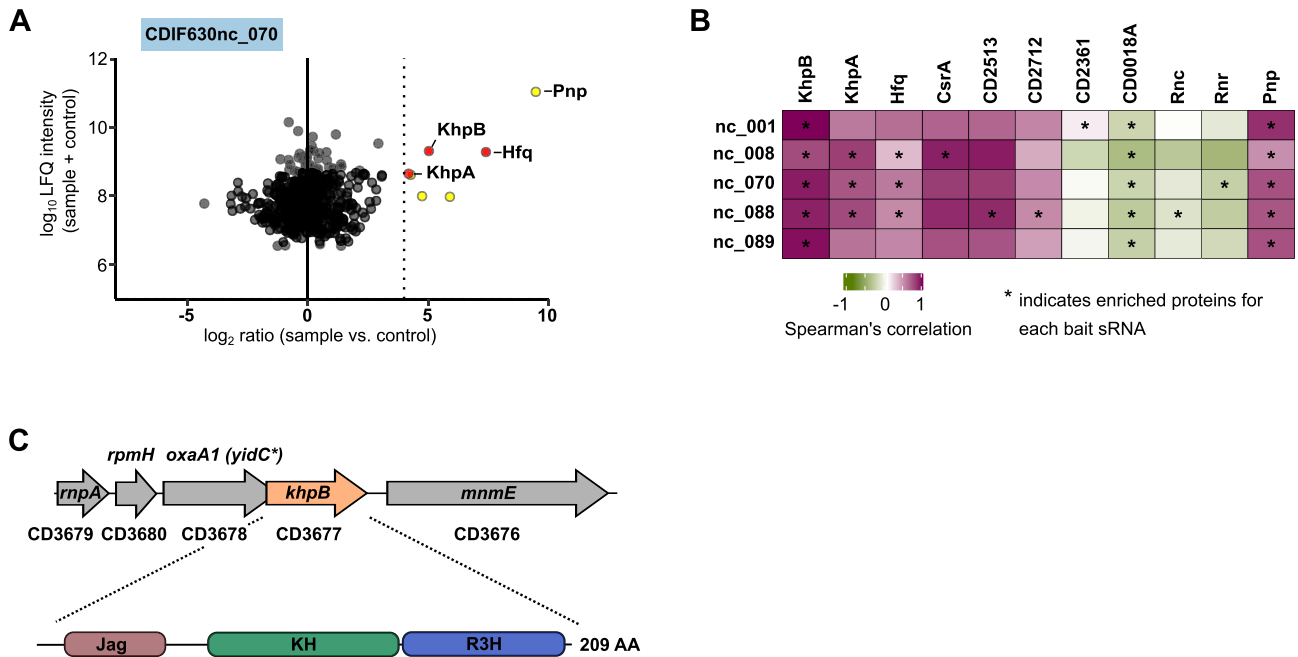 A
CDIF630nc_070
log10 LFQ intensity
(sample + control)
12
10
8
6
-5
0
5
10
log2 ratio (sample vs. control)
Pnp
KhpB
Hfq
KhpA
B
KhpB
KhpA
Hfq
CsrA
CD2513
CD2712
CD2361
CD0018A
Rnc
Rnr
Pnp
nc_001 * * * *
nc_008 * * * * * *
nc_070 * * * * * *
nc_088 * * * * * * * *
nc_089 * * *
-1 0 1
Spearman's correlation
* indicates enriched proteins for
each bait sRNA
C
rpmH oxaA1 (yidC*)
rnpA khpB mnmE
CD3679 CD3680 CD3678 CD3677 CD3676
Jag KH R3H 209 AA